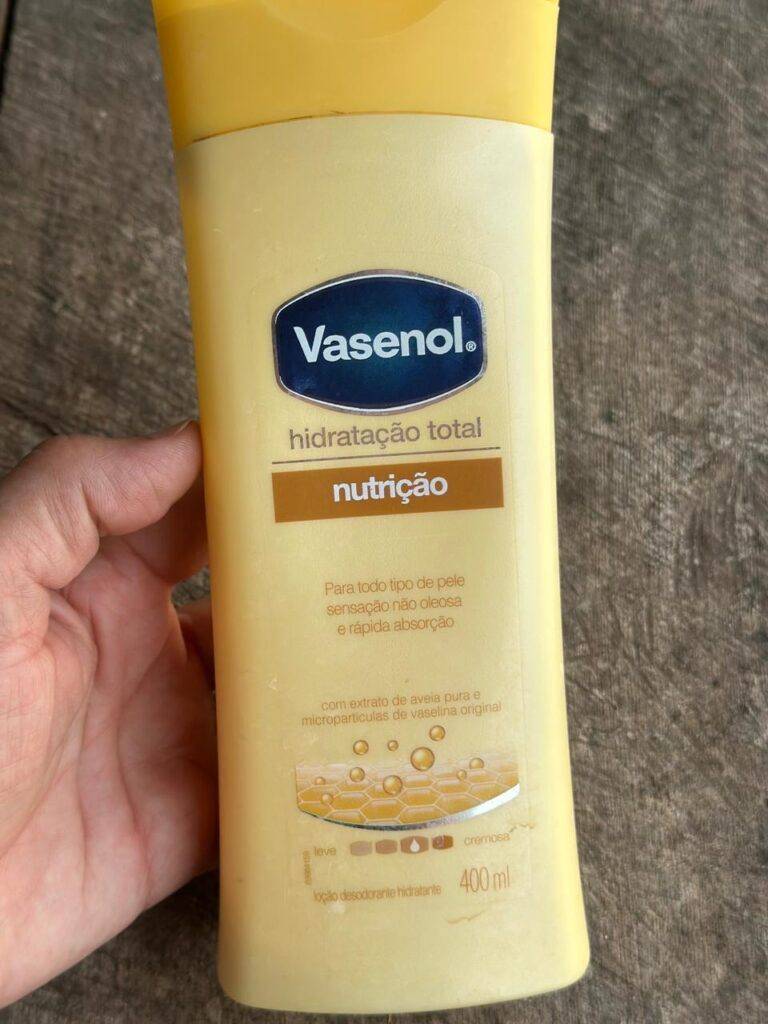 Vasenol®
hidratação total
nutrição
Para todo tipo de pele
sensação não oleosa
e rápida absorção
com extrato de aveia pura e
micropartículas de vaselina original
leve cremosa
loção desodorante hidratante 400 ml